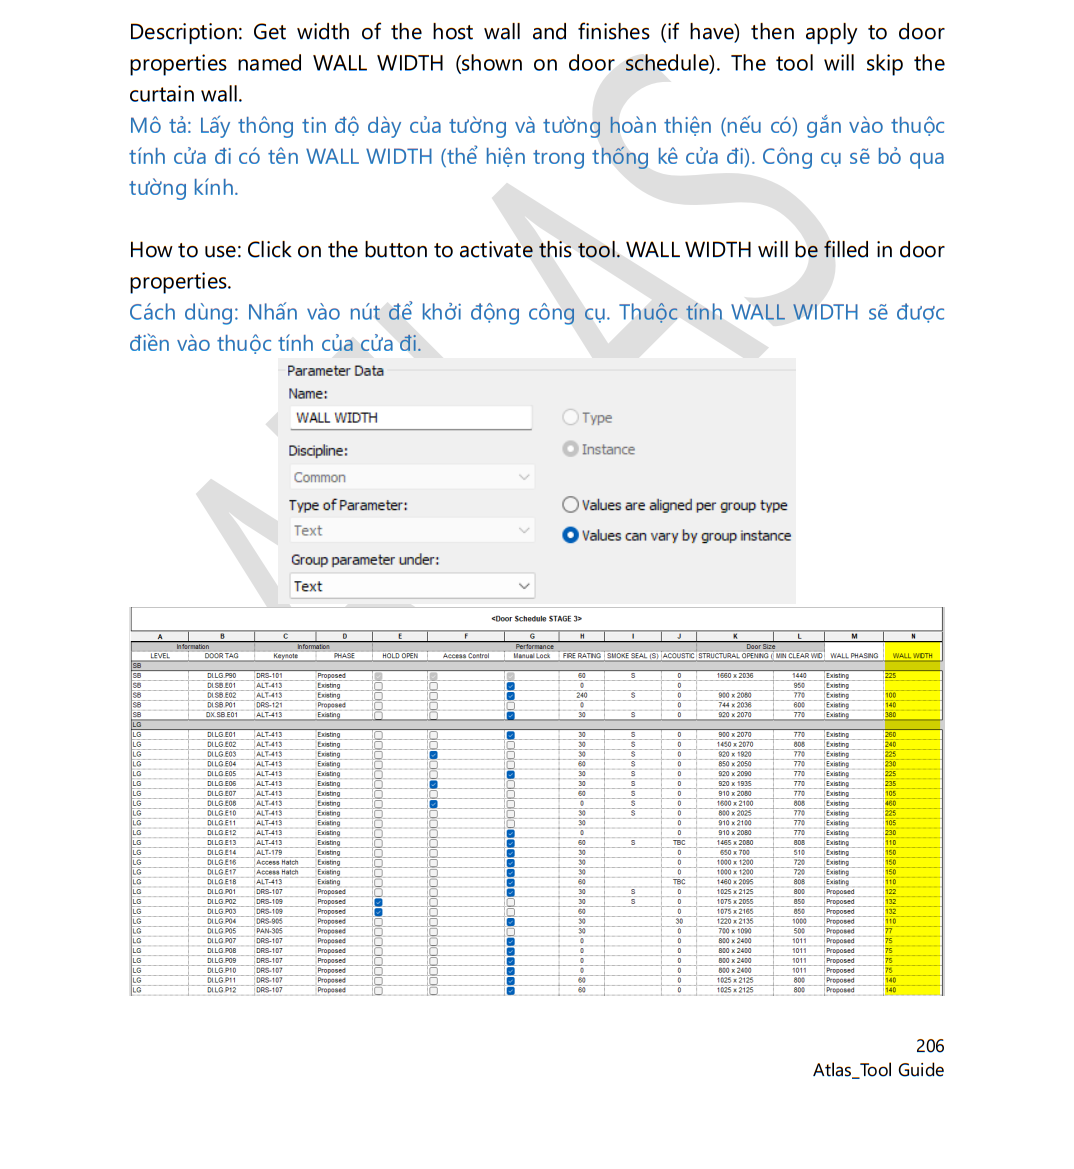 Description: Get width of the host wall and finishes (if have) then apply to door
properties named WALL WIDTH (shown on door schedule). The tool will skip the
curtain wall.
Mô tả: Lấy thông tin độ dày của tường và tường hoàn thiện (nếu có) gắn vào thuộc
tính cửa đi có tên WALL WIDTH (thể hiện trong thống kê cửa đi). Công cụ sẽ bỏ qua
tường kính.
How to use: Click on the button to activate this tool. WALL WIDTH will be filled in door
properties.
Cách dùng: Nhấn vào nút để khởi động công cụ. Thuộc tính WALL WIDTH sẽ được
điền vào thuộc tính của cửa đi.
Parameter Data
Name:
WALL WIDTH
Type
Discipline:
Instance
Common
Type of Parameter:
Values are aligned per group type
Text
Values can vary by group instance
Group parameter under:
Text
<Door Schedule STAGE 3>
A B C D E F G H I J K L M N
Information Information Performance Door Size
LEVEL DOOR TAG Keynote PHASE HOLD OPEN Access Control Manual Lock FIRE RATING SMOKE SEAL (S) ACOUSTIC STRUCTURAL OPENING ( MIN CLEAR WID WALL PHASING WALL WIDTH
SB
SB DI.LG.P90 DRS-101 Proposed 60 S 0 1660 x 2036 1440 Existing 225
SB DI.SB.E01 ALT-413 Existing 0 0 950 Existing
SB DI.SB.E02 ALT-413 Existing 240 S 0 900 x 2080 770 Existing 100
SB DI.SB.P01 DRS-121 Proposed 0 0 744 x 2036 600 Existing 140
SB DX.SB.E01 ALT-413 Existing 30 S 0 920 x 2070 770 Existing 380
LG
LG DI.LG.E01 ALT-413 Existing 30 S 0 900 x 2070 770 Existing 260
LG DI.LG.E02 ALT-413 Existing 30 S 0 1450 x 2070 808 Existing 240
LG DI.LG.E03 ALT-413 Existing 30 S 0 920 x 1920 770 Existing 225
LG DI.LG.E04 ALT-413 Existing 60 S 0 850 x 2050 770 Existing 230
LG DI.LG.E05 ALT-413 Existing 30 S 0 920 x 2090 770 Existing 225
LG DI.LG.E06 ALT-413 Existing 30 S 0 920 x 1935 770 Existing 235
LG DI.LG.E07 ALT-413 Existing 60 S 0 910 x 2080 770 Existing 105
LG DI.LG.E08 ALT-413 Existing 0 S 0 1600 x 2100 808 Existing 460
LG DI.LG.E10 ALT-413 Existing 30 S 0 800 x 2025 770 Existing 225
LG DI.LG.E11 ALT-413 Existing 30 0 910 x 2100 770 Existing 105
LG DI.LG.E12 ALT-413 Existing 0 0 910 x 2080 770 Existing 230
LG DI.LG.E13 ALT-413 Existing 60 S TBC 1465 x 2080 808 Existing 110
LG DI.LG.E14 ALT-179 Existing 30 0 650 x 700 510 Existing 150
LG DI.LG.E16 Access Hatch Existing 30 0 1000 x 1200 720 Existing 150
LG DI.LG.E17 Access Hatch Existing 30 0 1000 x 1200 770 Existing 150
LG DI.LG.E18 ALT-413 Existing 60 TBC 1460 x 2095 808 Existing 110
LG DI.LG.P01 DRS-107 Proposed 30 S 0 1025 x 2125 800 Proposed 122
LG DI.LG.P02 DRS-109 Proposed 30 S 0 1075 x 2055 850 Proposed 132
LG DI.LG.P03 DRS-109 Proposed 60 0 1075 x 2165 850 Proposed 132
LG DI.LG.P04 DRS-905 Proposed 30 30 1220 x 2135 1000 Proposed 110
LG DI.LG.P05 PAN-305 Proposed 30 0 700 x 1090 500 Proposed 77
LG DI.LG.P07 DRS-107 Proposed 0 0 800 x 2400 1011 Proposed 75
LG DI.LG.P08 DRS-107 Proposed 0 0 800 x 2400 1011 Proposed 75
LG DI.LG.P09 DRS-107 Proposed 0 0 800 x 2400 1011 Proposed 75
LG DI.LG.P10 DRS-107 Proposed 0 0 800 x 2400 1011 Proposed 75
LG DI.LG.P11 DRS-107 Proposed 60 0 1025 x 2125 800 Proposed 140
LG DI.LG.P12 DRS-107 Proposed 60 0 1025 x 2125 800 Proposed 140
206
Atlas_Tool Guide